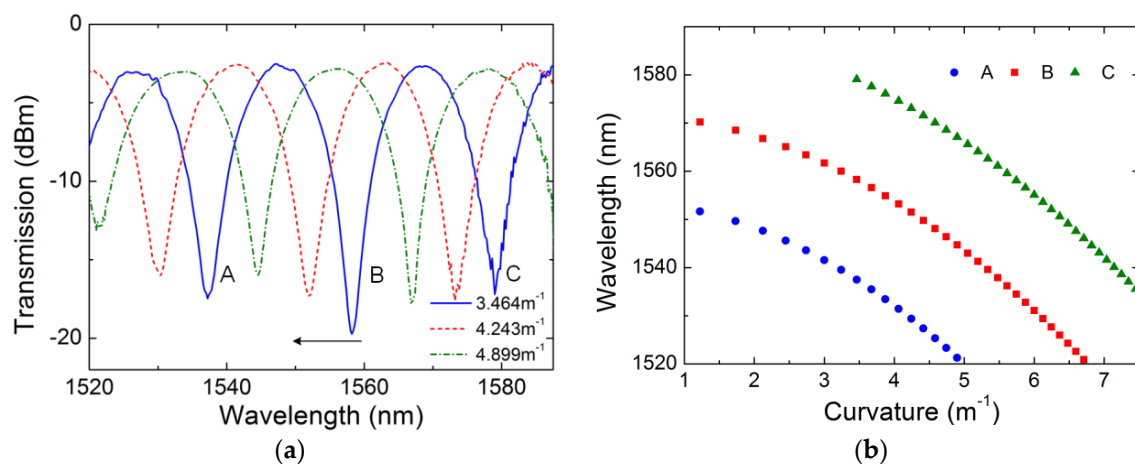 0
-10
-20
Transmission (dBm)
A
B
C
3.464m⁻¹
4.243m⁻¹
4.899m⁻¹
1520 1540 1560 1580
Wavelength (nm)
(a)
A B C
1580
1560
1540
1520
Wavelength (nm)
1 2 3 4 5 6 7
Curvature (m⁻¹)
(b)